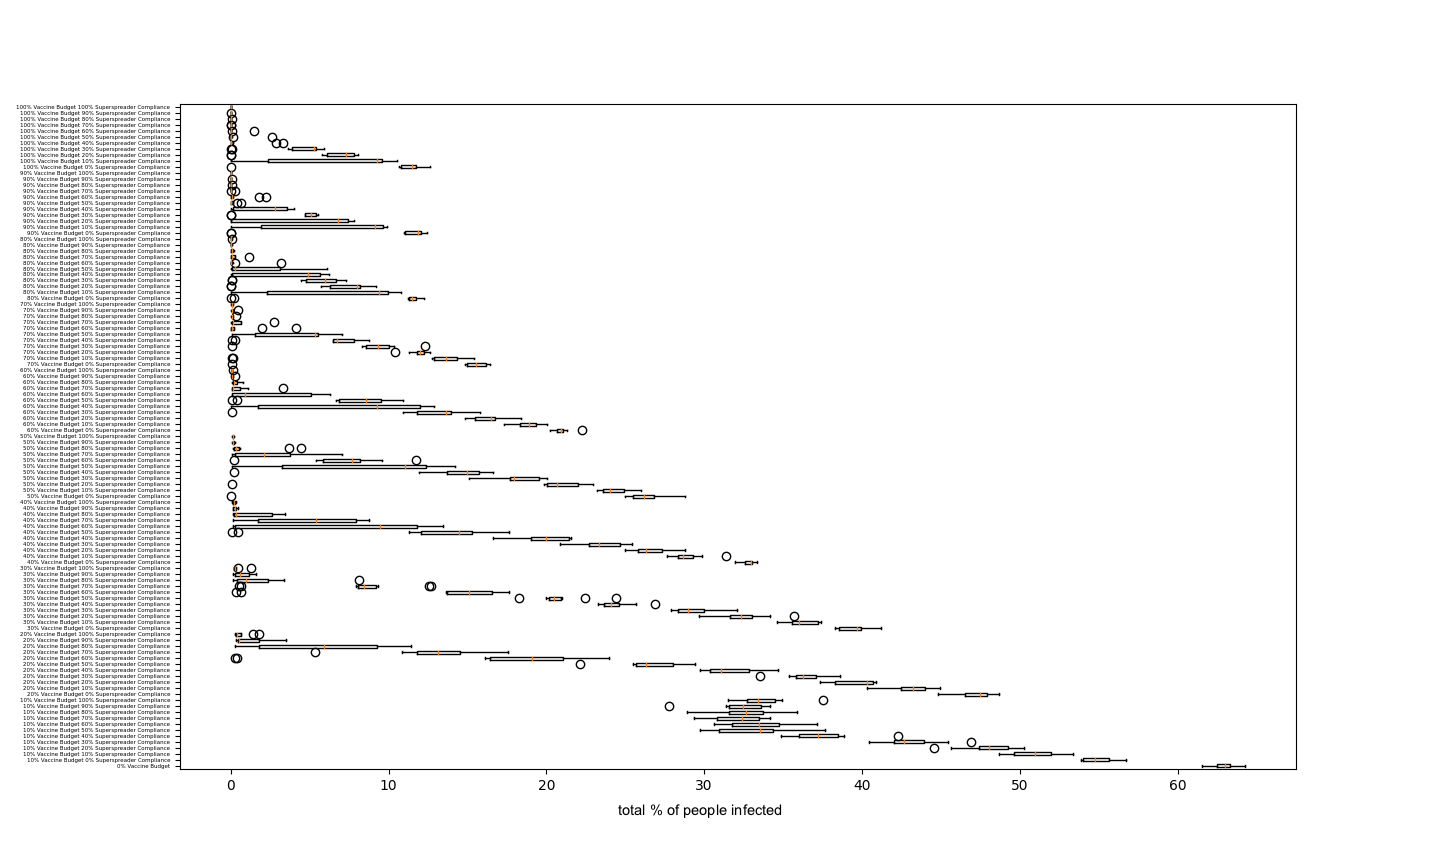 100% Vaccine Budget 100% Superspreader Compliance
100% Vaccine Budget 90% Superspreader Compliance
100% Vaccine Budget 80% Superspreader Compliance
100% Vaccine Budget 70% Superspreader Compliance
100% Vaccine Budget 60% Superspreader Compliance
100% Vaccine Budget 50% Superspreader Compliance
100% Vaccine Budget 40% Superspreader Compliance
100% Vaccine Budget 30% Superspreader Compliance
100% Vaccine Budget 20% Superspreader Compliance
100% Vaccine Budget 10% Superspreader Compliance
100% Vaccine Budget 0% Superspreader Compliance
90% Vaccine Budget 100% Superspreader Compliance
90% Vaccine Budget 90% Superspreader Compliance
90% Vaccine Budget 80% Superspreader Compliance
90% Vaccine Budget 70% Superspreader Compliance
90% Vaccine Budget 60% Superspreader Compliance
90% Vaccine Budget 50% Superspreader Compliance
90% Vaccine Budget 40% Superspreader Compliance
90% Vaccine Budget 30% Superspreader Compliance
90% Vaccine Budget 20% Superspreader Compliance
90% Vaccine Budget 10% Superspreader Compliance
90% Vaccine Budget 0% Superspreader Compliance
80% Vaccine Budget 100% Superspreader Compliance
80% Vaccine Budget 90% Superspreader Compliance
80% Vaccine Budget 80% Superspreader Compliance
80% Vaccine Budget 70% Superspreader Compliance
80% Vaccine Budget 60% Superspreader Compliance
80% Vaccine Budget 50% Superspreader Compliance
80% Vaccine Budget 40% Superspreader Compliance
80% Vaccine Budget 30% Superspreader Compliance
80% Vaccine Budget 20% Superspreader Compliance
80% Vaccine Budget 10% Superspreader Compliance
80% Vaccine Budget 0% Superspreader Compliance
70% Vaccine Budget 100% Superspreader Compliance
70% Vaccine Budget 90% Superspreader Compliance
70% Vaccine Budget 80% Superspreader Compliance
70% Vaccine Budget 70% Superspreader Compliance
70% Vaccine Budget 60% Superspreader Compliance
70% Vaccine Budget 50% Superspreader Compliance
70% Vaccine Budget 40% Superspreader Compliance
70% Vaccine Budget 30% Superspreader Compliance
70% Vaccine Budget 20% Superspreader Compliance
70% Vaccine Budget 10% Superspreader Compliance
70% Vaccine Budget 0% Superspreader Compliance
60% Vaccine Budget 100% Superspreader Compliance
60% Vaccine Budget 90% Superspreader Compliance
60% Vaccine Budget 80% Superspreader Compliance
60% Vaccine Budget 70% Superspreader Compliance
60% Vaccine Budget 60% Superspreader Compliance
60% Vaccine Budget 50% Superspreader Compliance
60% Vaccine Budget 40% Superspreader Compliance
60% Vaccine Budget 30% Superspreader Compliance
60% Vaccine Budget 20% Superspreader Compliance
60% Vaccine Budget 10% Superspreader Compliance
60% Vaccine Budget 0% Superspreader Compliance
50% Vaccine Budget 100% Superspreader Compliance
50% Vaccine Budget 90% Superspreader Compliance
50% Vaccine Budget 80% Superspreader Compliance
50% Vaccine Budget 70% Superspreader Compliance
50% Vaccine Budget 60% Superspreader Compliance
50% Vaccine Budget 50% Superspreader Compliance
50% Vaccine Budget 40% Superspreader Compliance
50% Vaccine Budget 30% Superspreader Compliance
50% Vaccine Budget 20% Superspreader Compliance
50% Vaccine Budget 10% Superspreader Compliance
50% Vaccine Budget 0% Superspreader Compliance
40% Vaccine Budget 100% Superspreader Compliance
40% Vaccine Budget 90% Superspreader Compliance
40% Vaccine Budget 80% Superspreader Compliance
40% Vaccine Budget 70% Superspreader Compliance
40% Vaccine Budget 60% Superspreader Compliance
40% Vaccine Budget 50% Superspreader Compliance
40% Vaccine Budget 40% Superspreader Compliance
40% Vaccine Budget 30% Superspreader Compliance
40% Vaccine Budget 20% Superspreader Compliance
40% Vaccine Budget 10% Superspreader Compliance
40% Vaccine Budget 0% Superspreader Compliance
30% Vaccine Budget 100% Superspreader Compliance
30% Vaccine Budget 90% Superspreader Compliance
30% Vaccine Budget 80% Superspreader Compliance
30% Vaccine Budget 70% Superspreader Compliance
30% Vaccine Budget 60% Superspreader Compliance
30% Vaccine Budget 50% Superspreader Compliance
30% Vaccine Budget 40% Superspreader Compliance
30% Vaccine Budget 30% Superspreader Compliance
30% Vaccine Budget 20% Superspreader Compliance
30% Vaccine Budget 10% Superspreader Compliance
30% Vaccine Budget 0% Superspreader Compliance
20% Vaccine Budget 100% Superspreader Compliance
20% Vaccine Budget 90% Superspreader Compliance
20% Vaccine Budget 80% Superspreader Compliance
20% Vaccine Budget 70% Superspreader Compliance
20% Vaccine Budget 60% Superspreader Compliance
20% Vaccine Budget 50% Superspreader Compliance
20% Vaccine Budget 40% Superspreader Compliance
20% Vaccine Budget 30% Superspreader Compliance
20% Vaccine Budget 20% Superspreader Compliance
20% Vaccine Budget 10% Superspreader Compliance
20% Vaccine Budget 0% Superspreader Compliance
10% Vaccine Budget 100% Superspreader Compliance
10% Vaccine Budget 90% Superspreader Compliance
10% Vaccine Budget 80% Superspreader Compliance
10% Vaccine Budget 70% Superspreader Compliance
10% Vaccine Budget 60% Superspreader Compliance
10% Vaccine Budget 50% Superspreader Compliance
10% Vaccine Budget 40% Superspreader Compliance
10% Vaccine Budget 30% Superspreader Compliance
10% Vaccine Budget 20% Superspreader Compliance
10% Vaccine Budget 10% Superspreader Compliance
10% Vaccine Budget 0% Superspreader Compliance
0% Vaccine Budget
0 10 20 30 40 50 60
total % of people infected